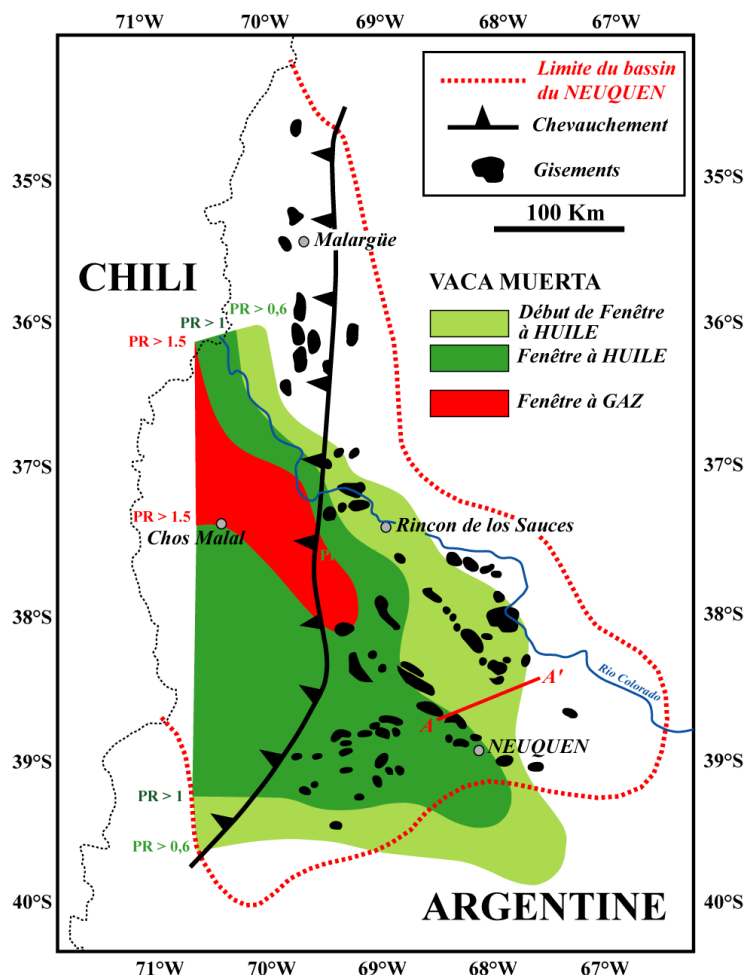 71°W 70°W 69°W 68°W 67°W
Limite du bassin
du NEUQUEN
Chevauchement
Gisements
100 Km
35°S
35°S
Malargüe
CHILI
VACA MUERTA
Début de Fenêtre
à HUILE
Fenêtre à HUILE
Fenêtre à GAZ
PR > 0,6
PR > 1
PR > 1.5
36°S
36°S
37°S
37°S
PR > 1.5
Chos Malal
Rincon de los Sauces
38°S
38°S
Rio Colorado
A
A'
NEUQUEN
39°S
39°S
PR > 1
PR > 0,6
40°S
40°S
ARGENTINE
71°W 70°W 69°W 68°W 67°W